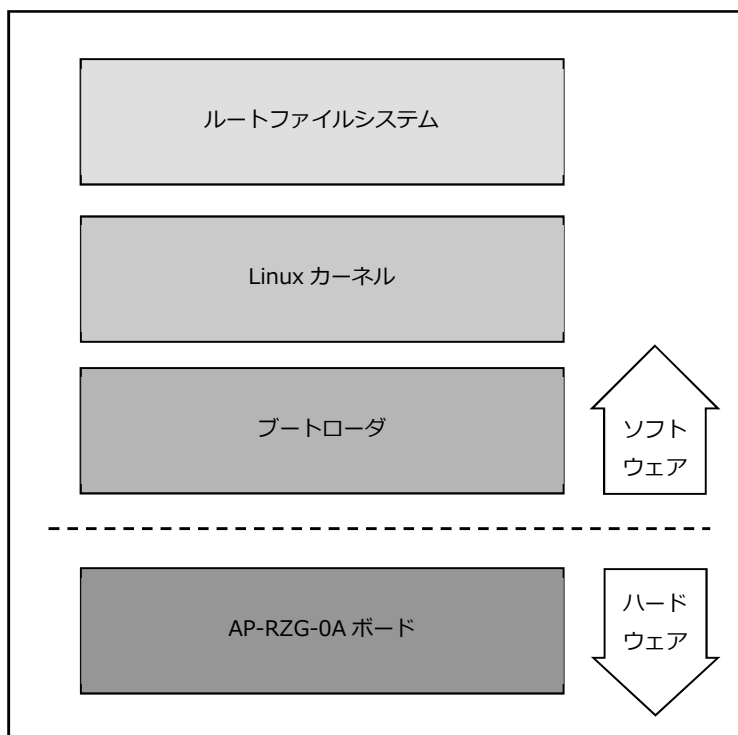 ルートファイルシステム
Linux カーネル
ブートローダ
ソフト
ウェア
AP-RZG-0A ボード
ハード
ウェア